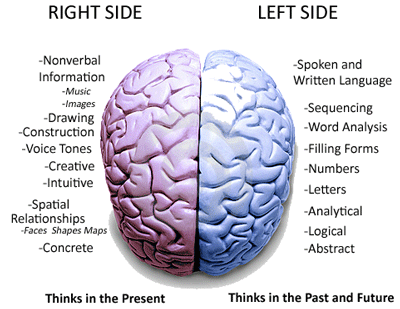 RIGHT SIDE
-Nonverbal
Information
-Music
-Images
-Drawing
-Construction
-Voice Tones
-Creative
-Intuitive
-Spatial
Relationships
-Faces Shapes Maps
-Concrete
Thinks in the Present
LEFT SIDE
-Spoken and
Written Language
-Sequencing
-Word Analysis
-Filling Forms
-Numbers
-Letters
-Analytical
-Logical
-Abstract
Thinks in the Past and Future